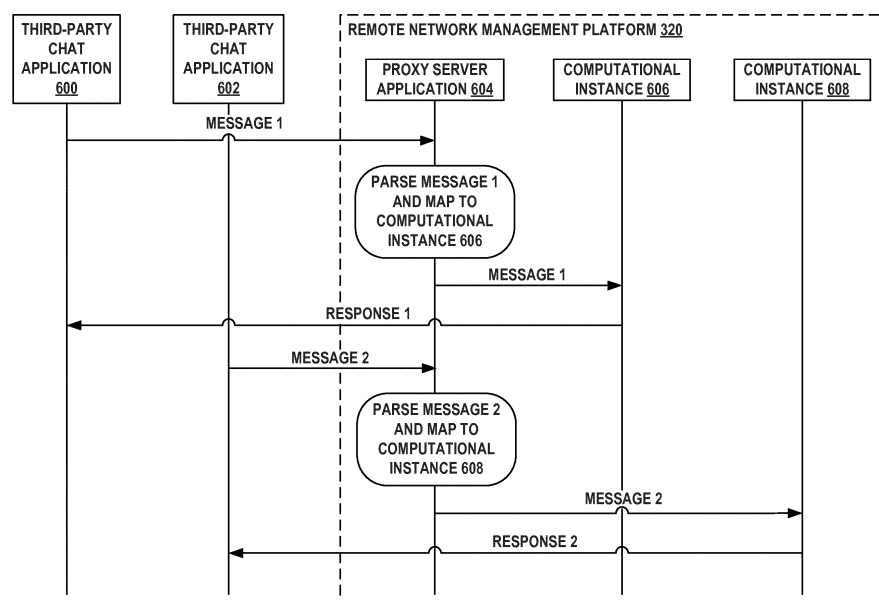 THIRD-PARTY
CHAT
APPLICATION
600
THIRD-PARTY
CHAT
APPLICATION
602
REMOTE NETWORK MANAGEMENT PLATFORM 320
PROXY SERVER
APPLICATION 604
COMPUTATIONAL
INSTANCE 606
COMPUTATIONAL
INSTANCE 608
MESSAGE 1
PARSE MESSAGE 1
AND MAP TO
COMPUTATIONAL
INSTANCE 606
MESSAGE 1
RESPONSE 1
MESSAGE 2
PARSE MESSAGE 2
AND MAP TO
COMPUTATIONAL
INSTANCE 608
MESSAGE 2
RESPONSE 2